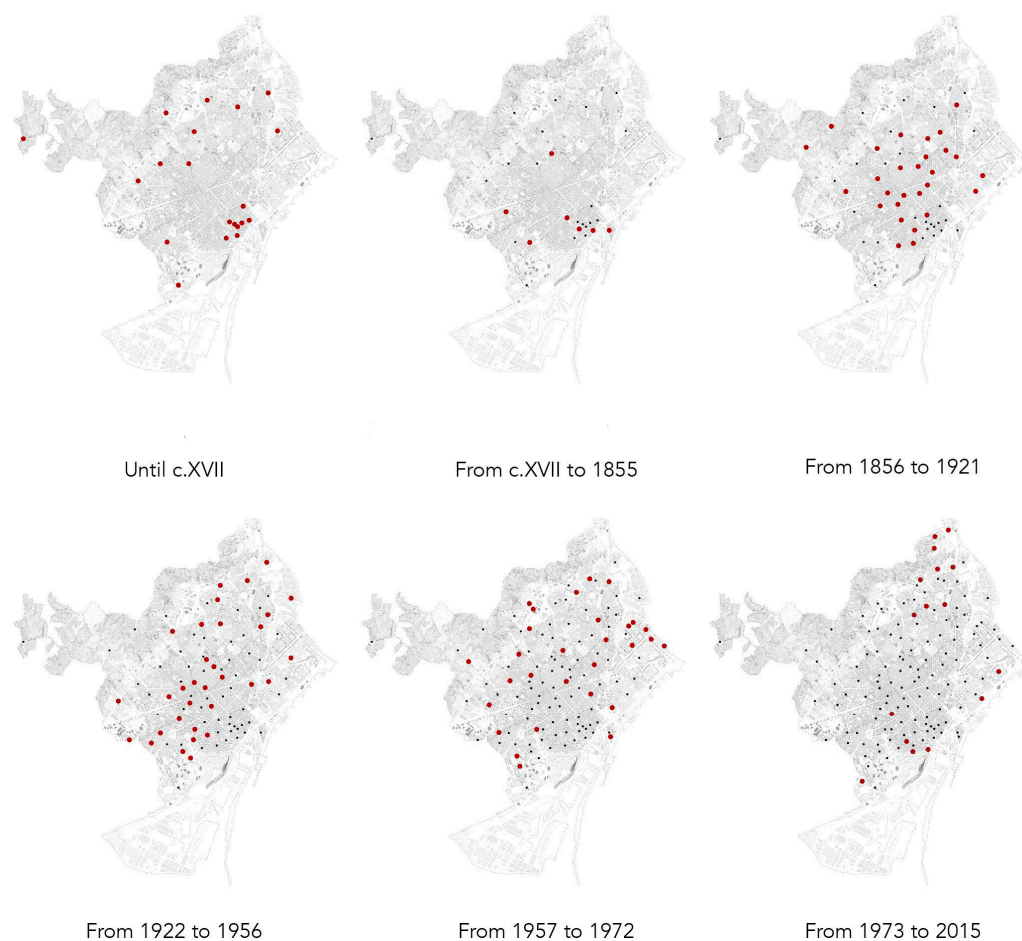 Until c.XVII
From c.XVII to 1855
From 1856 to 1921
From 1922 to 1956
From 1957 to 1972
From 1973 to 2015